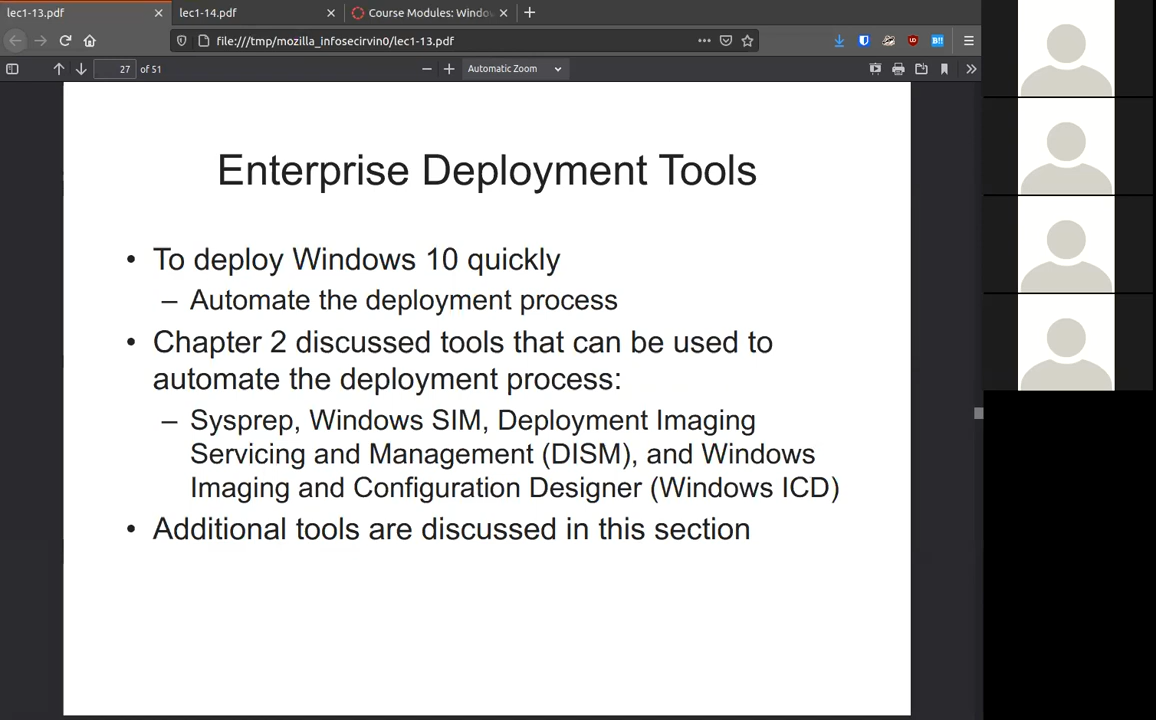 lec1-13.pdf
lec1-14.pdf
Course Modules: Windo
file:///tmp/mozilla_infosecirvin0/lec1-13.pdf
27 of 51
Automatic Zoom
Enterprise Deployment Tools
• To deploy Windows 10 quickly
– Automate the deployment process
• Chapter 2 discussed tools that can be used to
automate the deployment process:
– Sysprep, Windows SIM, Deployment Imaging
Servicing and Management (DISM), and Windows
Imaging and Configuration Designer (Windows ICD)
• Additional tools are discussed in this section